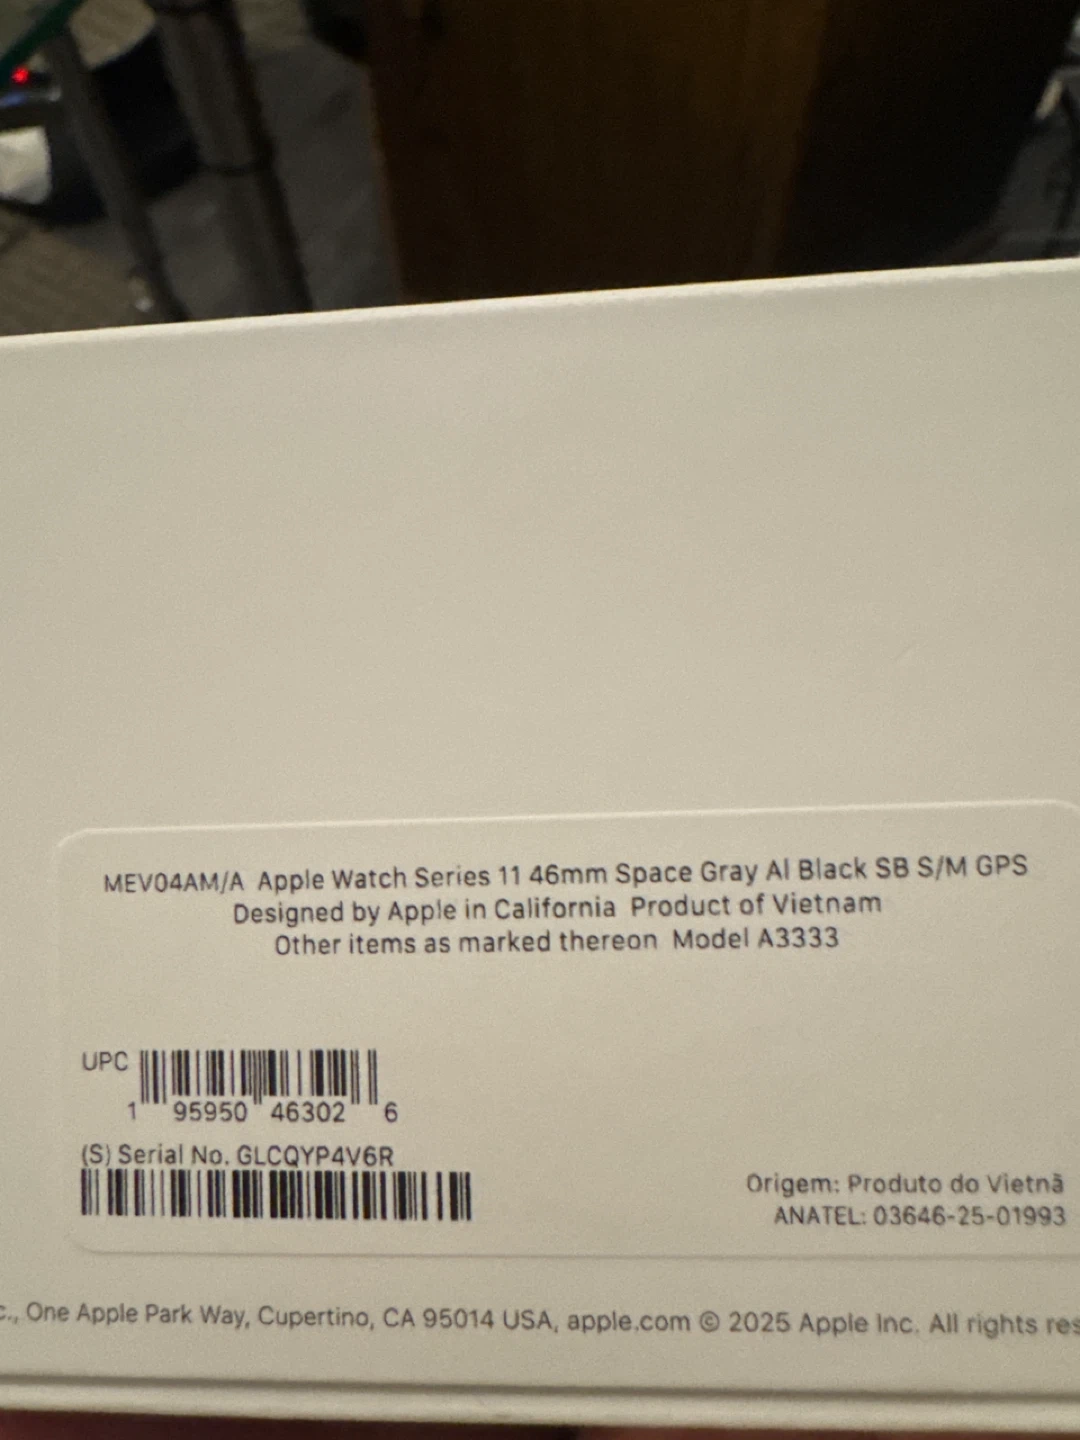 MEV04AM/A Apple Watch Series 11 46mm Space Gray Al Black SB S/M GPS
Designed by Apple in California Product of Vietnam
Other items as marked thereon Model A3333
UPC
1 95950 46302 6
(S) Serial No. GLCQYP4V6R
Origem: Produto do Vietnã
ANATEL: 03646-25-01993
c., One Apple Park Way, Cupertino, CA 95014 USA, apple.com © 2025 Apple Inc. All rights res